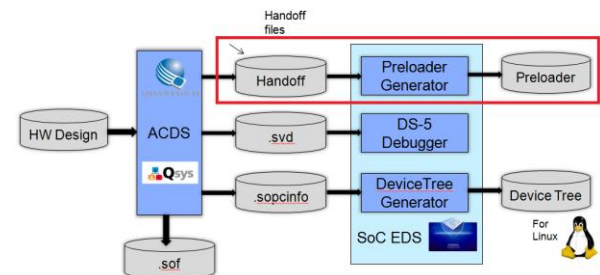 Handoff
files
Handoff
Preloader
Generator
Preloader
HW Design
ACDS
.svd
DS-5
Debugger
Qsys
.sopcinfo
DeviceTree
Generator
Device Tree
For
Linux
SoC EDS
.sof